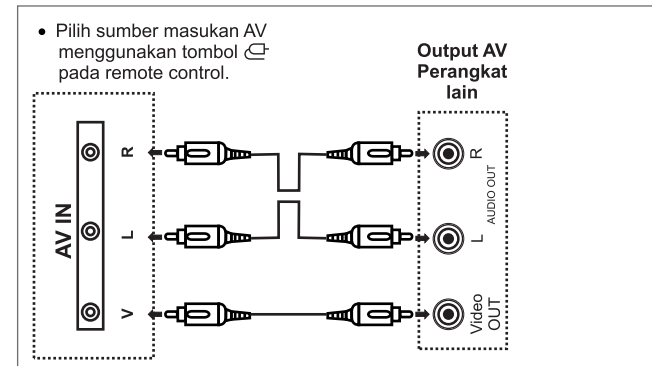 • Pilih sumber masukan AV
menggunakan tombol
pada remote control.
Output AV
Perangkat
lain
AV IN
R
L
V
R
L
AUDIO OUT
Video
OUT